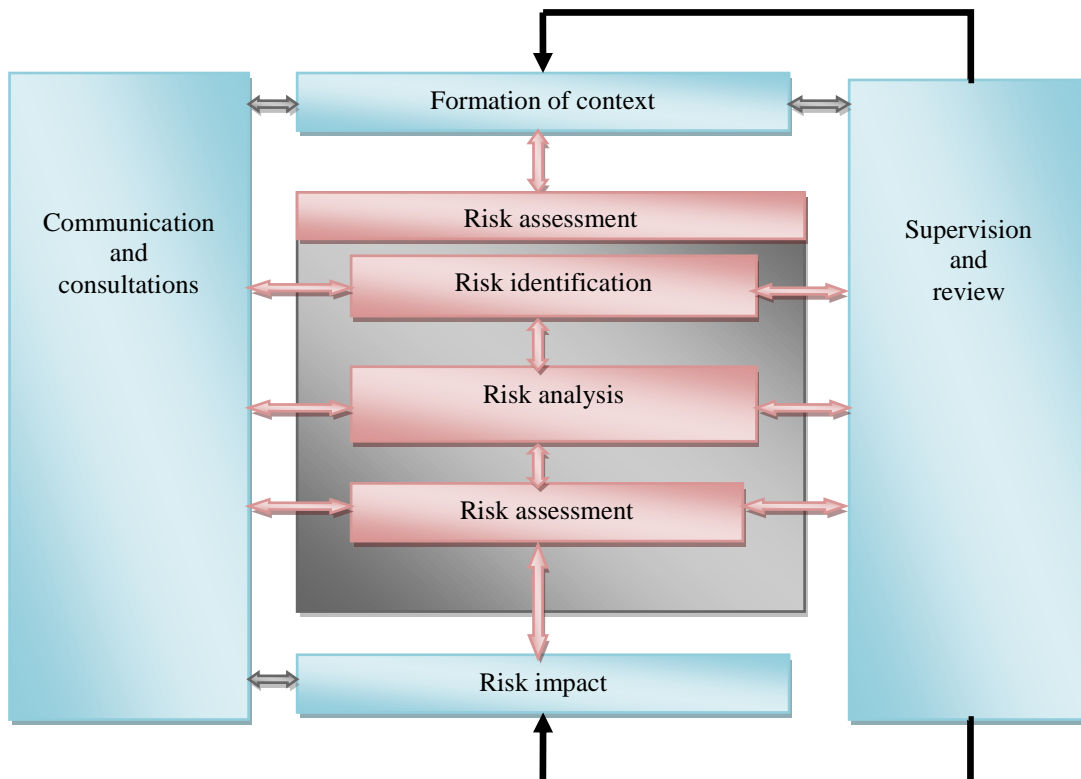 Formation of context
Communication
and
consultations
Risk assessment
Risk identification
Risk analysis
Risk assessment
Supervision
and
review
Risk impact